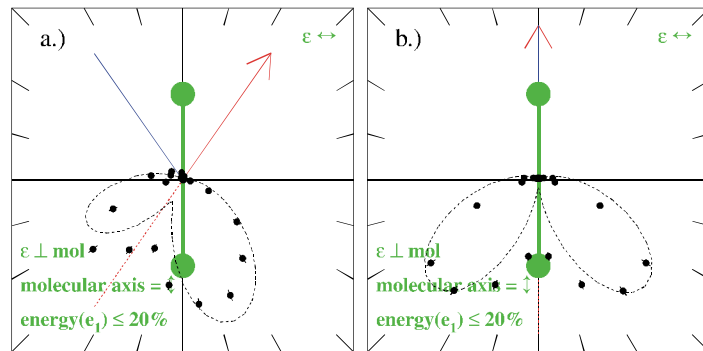 a.)
ε ↔
ε ⊥ mol
molecular axis = ↕
energy(e₁) ≤ 20%
b.)
ε ↔
ε ⊥ mol
molecular axis = ↕
energy(e₁) ≤ 20%